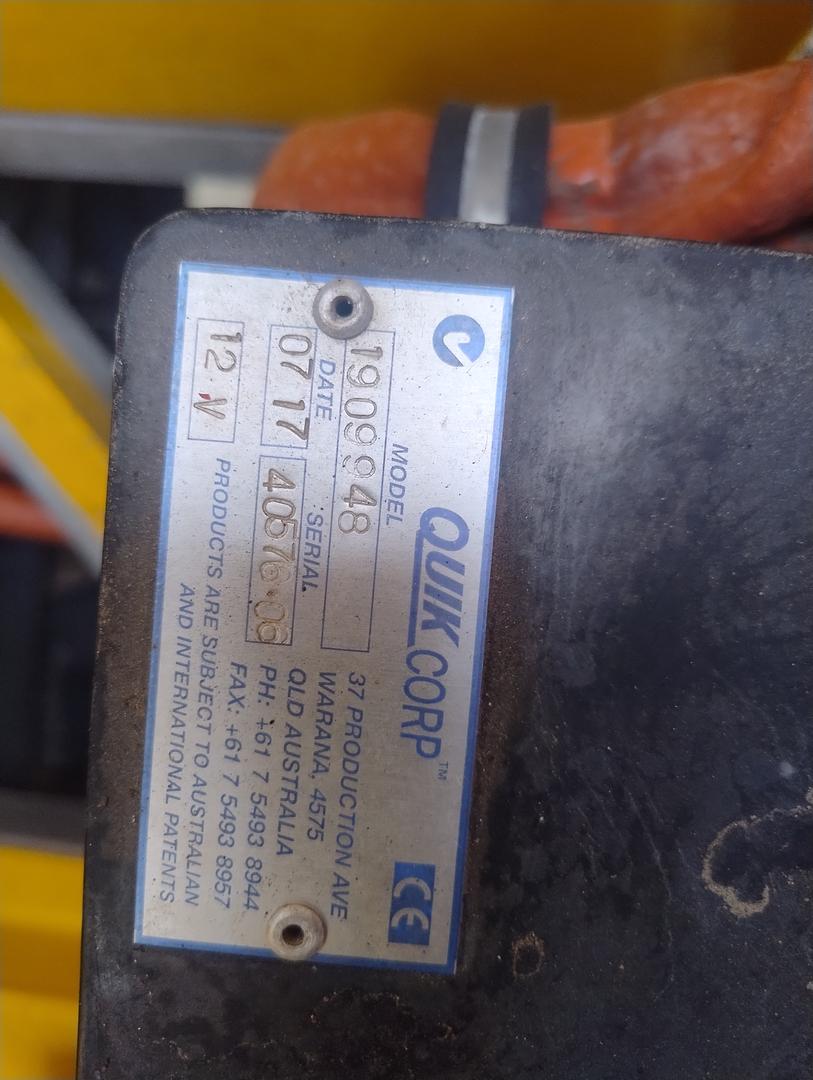 QUIK CORP™
CE
MODEL
1909948
DATE
SERIAL
07 17
40576-06
12 V
37 PRODUCTION AVE
WARANA, 4575
QLD AUSTRALIA
PH: +61 7 5493 8944
FAX: +61 7 5493 8957
PRODUCTS ARE SUBJECT TO AUSTRALIAN
AND INTERNATIONAL PATENTS